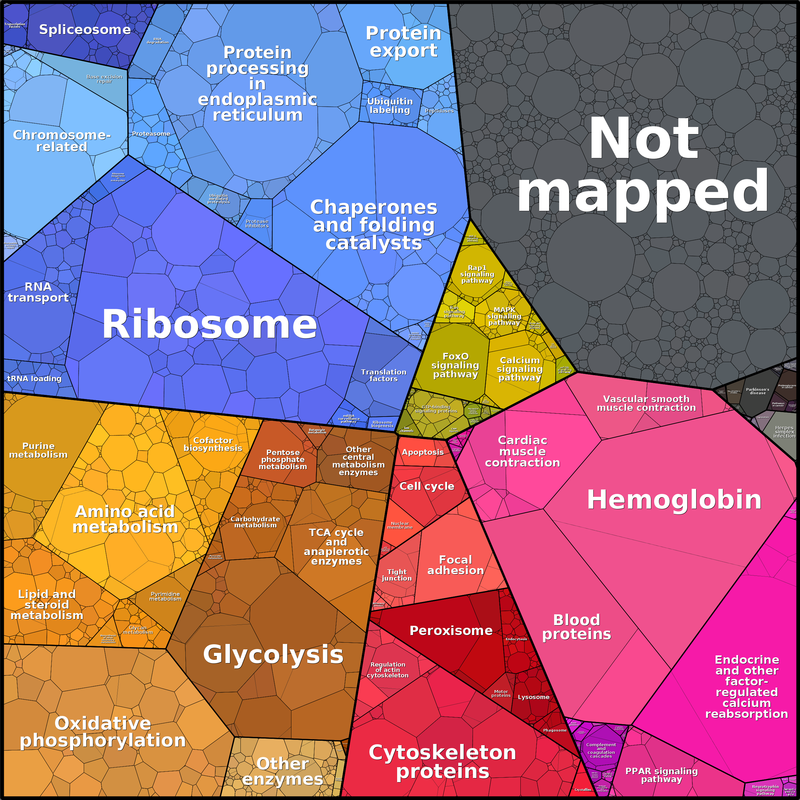 Spliceosome
Protein
processing
in
endoplasmic
reticulum
Protein
export
Ubiquitin
labeling
Base excision
repair
Chromosome-
related
Proteasome
Not
mapped
Chaperones
and folding
catalysts
RNA
transport
Ribosome
tRNA loading
Translation
factors
Rap1
signaling
pathway
MAPK
signaling
pathway
FoxO
signaling
pathway
Calcium
signaling
pathway
Parkinson's
disease
Herpes
simplex
infection
Vascular smooth
muscle contraction
Cardiac
muscle
contraction
Hemoglobin
Blood
proteins
Endocrine
and other
factor-
regulated
calcium
reabsorption
Purine
metabolism
Cofactor
biosynthesis
Amino acid
metabolism
Lipid and
steroid
metabolism
Pyrimidine
metabolism
Pentose
phosphate
metabolism
Other
central
metabolism
enzymes
Carbohydrate
metabolism
TCA cycle
and
anaplerotic
enzymes
Glycolysis
Oxidative
phosphorylation
Other
enzymes
Apoptosis
Cell cycle
Nuclear
membrane
Tight
junction
Focal
adhesion
Peroxisome
Regulation
of actin
cytoskeleton
Motor
proteins
Lysosome
Phagosome
Cytoskeleton
proteins
Complement
and
coagulation
cascades
PPAR signaling
pathway